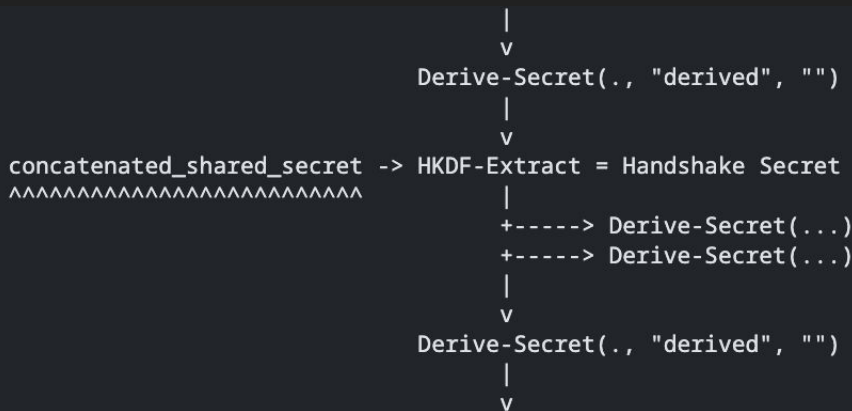 |
v
Derive-Secret(., "derived", "")
|
v
concatenated_shared_secret -> HKDF-Extract = Handshake Secret
^^^^^^^^^^^^^^^^^^^^^^^^^^ |
+-----> Derive-Secret(...)
+-----> Derive-Secret(...)
|
v
Derive-Secret(., "derived", "")
|
v